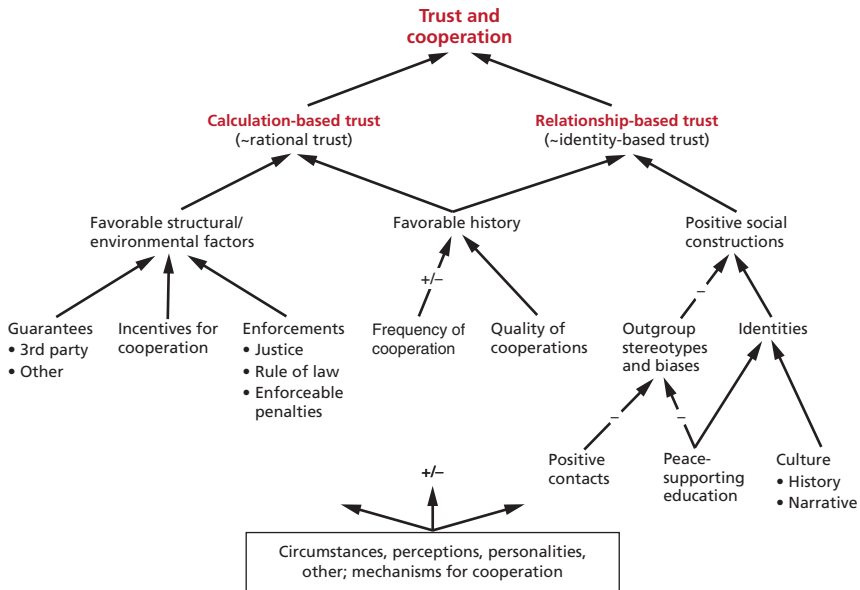 Trust and
cooperation
Calculation-based trust
(~rational trust)
Relationship-based trust
(~identity-based trust)
Favorable structural/
environmental factors
Favorable history
Positive social
constructions
+/–
–
Guarantees
• 3rd party
• Other
Incentives for
cooperation
Enforcements
• Justice
• Rule of law
• Enforceable
penalties
Frequency of
cooperation
Quality of
cooperations
Outgroup
stereotypes
and biases
Identities
–
–
Positive
contacts
Peace-
supporting
education
Culture
• History
• Narrative
+/–
Circumstances, perceptions, personalities,
other; mechanisms for cooperation